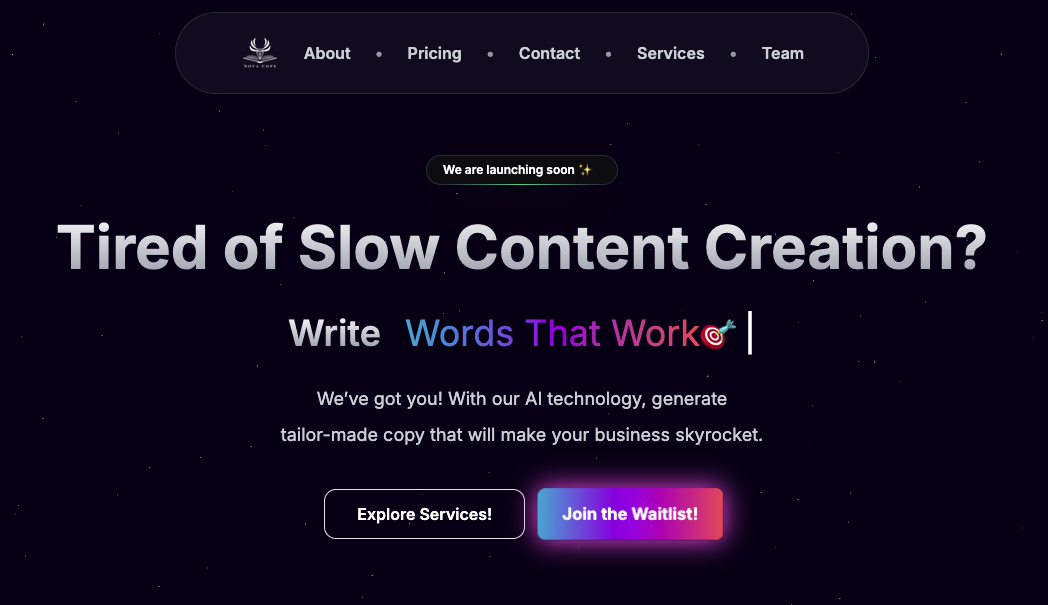 About • Pricing • Contact • Services • Team
We are launching soon ✨
Tired of Slow Content Creation?
Write Words That Work🎯|
We’ve got you! With our AI technology, generate
tailor-made copy that will make your business skyrocket.
Explore Services! Join the Waitlist!